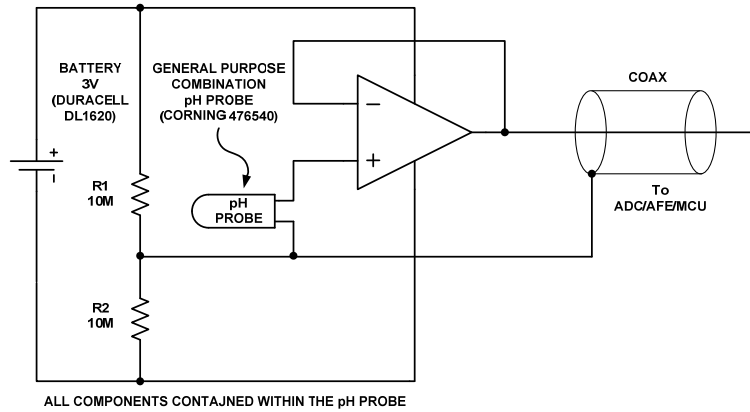 BATTERY
3V
(DURACELL
DL1620)
GENERAL PURPOSE
COMBINATION
pH PROBE
(CORNING 476540)
COAX
+
-
−
+
R1
10M
pH
PROBE
To
ADC/AFE/MCU
R2
10M
ALL COMPONENTS CONTAJNED WITHIN THE pH PROBE